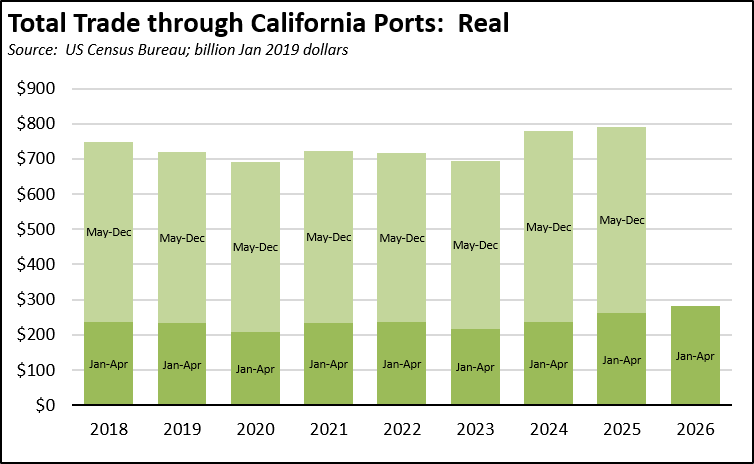 Total Trade through California Ports:  Real
Source:  US Census Bureau; billion Jan 2019 dollars
$900
$800
$700
$600
$500
$400
$300
$200
$100
$0
May-Dec May-Dec May-Dec May-Dec May-Dec May-Dec May-Dec May-Dec
Jan-Apr Jan-Apr Jan-Apr Jan-Apr Jan-Apr Jan-Apr Jan-Apr Jan-Apr Jan-Apr
2018 2019 2020 2021 2022 2023 2024 2025 2026